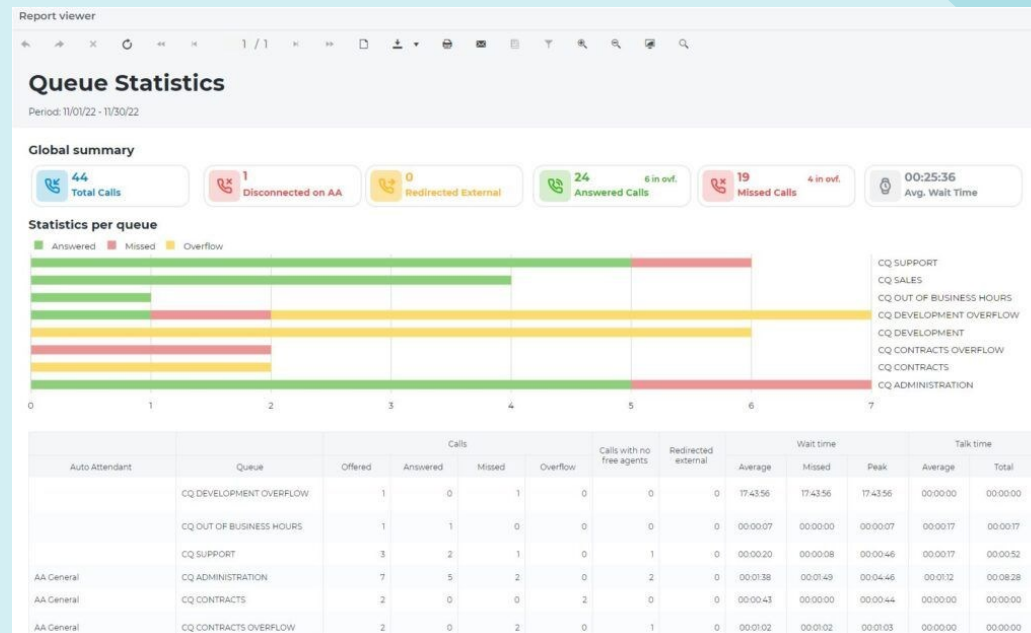 Report viewer
1 / 1
Queue Statistics
Period: 11/01/22 - 11/30/22
Global summary
44
Total Calls
1
Disconnected on AA
0
Redirected External
24 6 in ovf.
Answered Calls
19 4 in ovf.
Missed Calls
00:25:36
Avg. Wait Time
Statistics per queue
Answered Missed Overflow
CQ SUPPORT
CQ SALES
CQ OUT OF BUSINESS HOURS
CQ DEVELOPMENT OVERFLOW
CQ DEVELOPMENT
CQ CONTRACTS OVERFLOW
CQ CONTRACTS
CQ ADMINISTRATION
0 1 2 3 4 5 6 7
Calls Calls with no free agents Redirected external Wait time Talk time
Auto Attendant Queue Offered Answered Missed Overflow Average Missed Peak Average Total
CQ DEVELOPMENT OVERFLOW 1 0 1 0 0 0 17:43:56 17:43:56 17:43:56 00:00:00 00:00:00
CQ OUT OF BUSINESS HOURS 1 1 0 0 0 0 00:00:07 00:00:00 00:00:07 00:00:17 00:00:17
CQ SUPPORT 3 2 1 0 1 0 00:00:20 00:00:08 00:00:46 00:00:17 00:00:52
AA General CQ ADMINISTRATION 7 5 2 0 2 0 00:01:38 00:01:49 00:04:46 00:01:12 00:08:28
AA General CQ CONTRACTS 2 0 0 2 0 0 00:00:43 00:00:00 00:00:44 00:00:00 00:00:00
AA General CQ CONTRACTS OVERFLOW 2 0 2 0 1 0 00:01:02 00:01:02 00:01:03 00:00:00 00:00:00